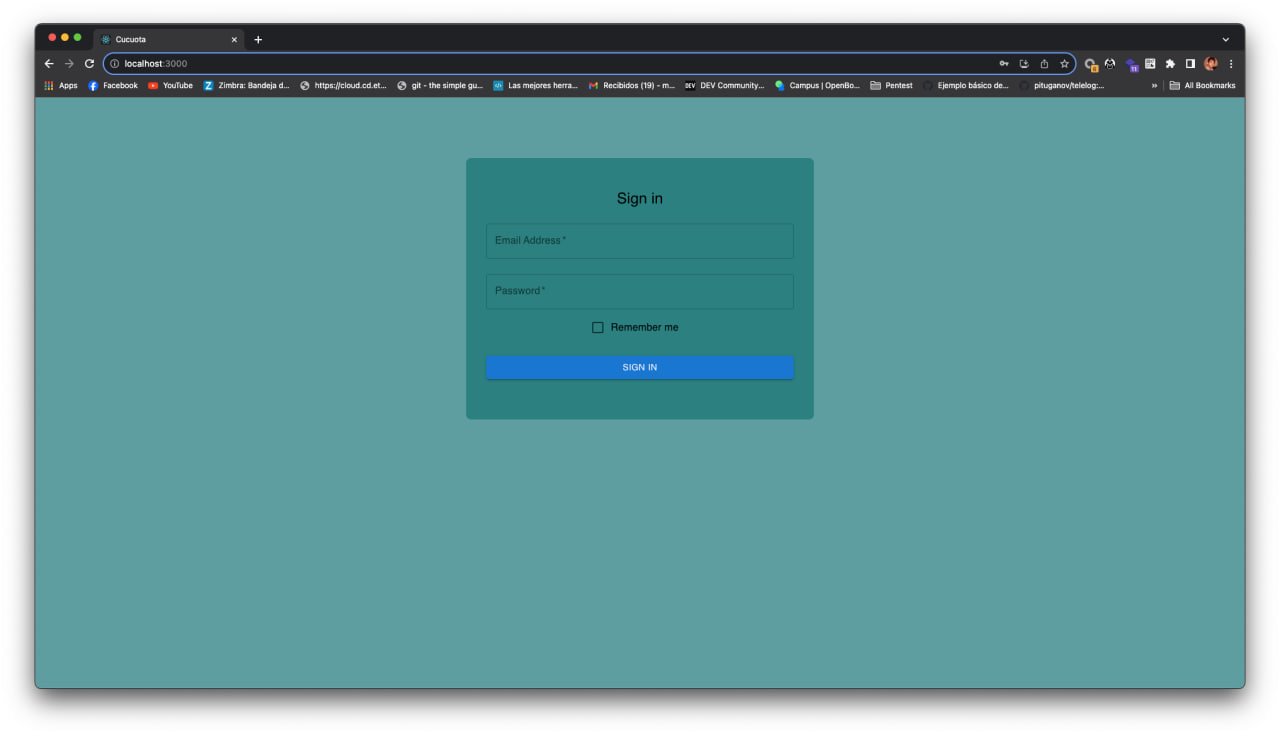 Cucuota
localhost:3000
Apps Facebook YouTube Zimbra: Bandeja d... https://cloud.cd.et... git - the simple gu... Las mejores herra... Recibidos (19) – m... DEV Community... Campus | OpenBo... Pentest Ejemplo básico de... pituganov/telelog:... » All Bookmarks
Sign in
Email Address *
Password *
Remember me
SIGN IN